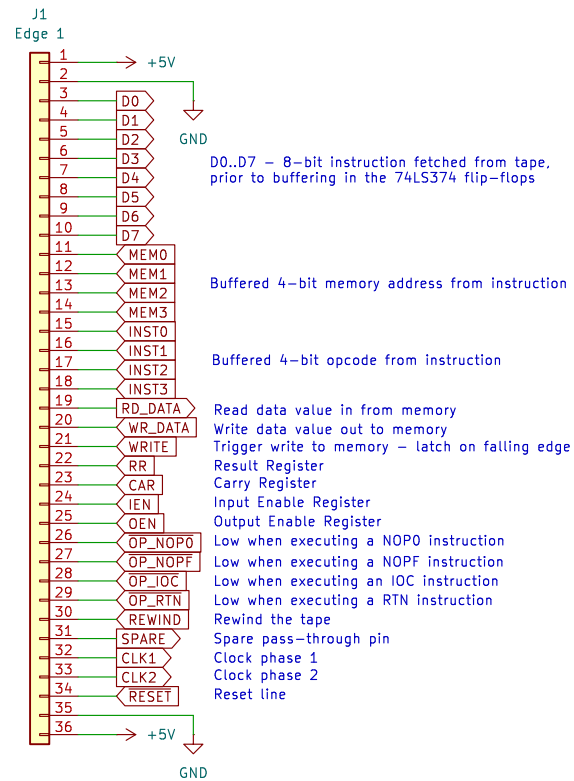 J1
Edge 1
1 +5V
2
GND
3 D0
4 D1
5 D2
6 D3
7 D4
8 D5
9 D6
10 D7
D0..D7 – 8-bit instruction fetched from tape,
prior to buffering in the 74LS374 flip-flops
11 MEM0
12 MEM1
13 MEM2
14 MEM3
Buffered 4-bit memory address from instruction
15 INST0
16 INST1
17 INST2
18 INST3
Buffered 4-bit opcode from instruction
19 RD_DATA Read data value in from memory
20 WR_DATA Write data value out to memory
21 WRITE Trigger write to memory – latch on falling edge
22 RR Result Register
23 CAR Carry Register
24 IEN Input Enable Register
25 OEN Output Enable Register
26 OP_NOP0 Low when executing a NOP0 instruction
27 OP_NOPF Low when executing a NOPF instruction
28 OP_IOC Low when executing an IOC instruction
29 OP_RTN Low when executing a RTN instruction
30 REWIND Rewind the tape
31 SPARE Spare pass-through pin
32 CLK1 Clock phase 1
33 CLK2 Clock phase 2
34 RESET Reset line
35
36 +5V
GND